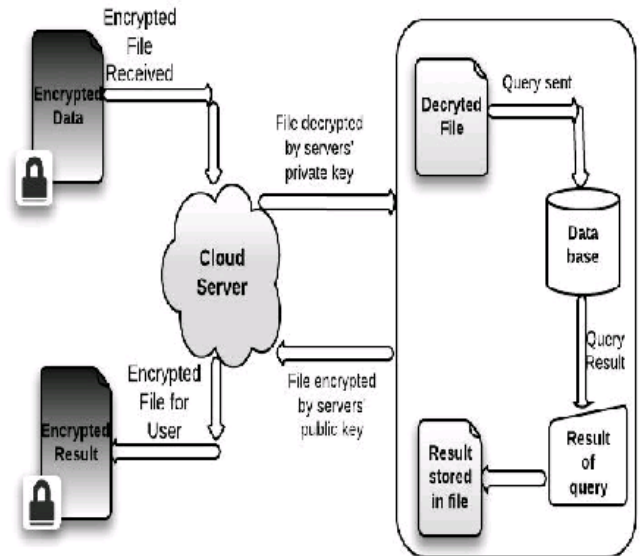 Encrypted
File
Received
Encrypted
Data
File decrypted
by servers'
private key
Decryted
File
Query sent
Data
base
Cloud
Server
Query
Result
File encrypted
by servers'
public key
Encrypted
File for
User
Encrypted
Result
Result
stored
in file
Result
of
query